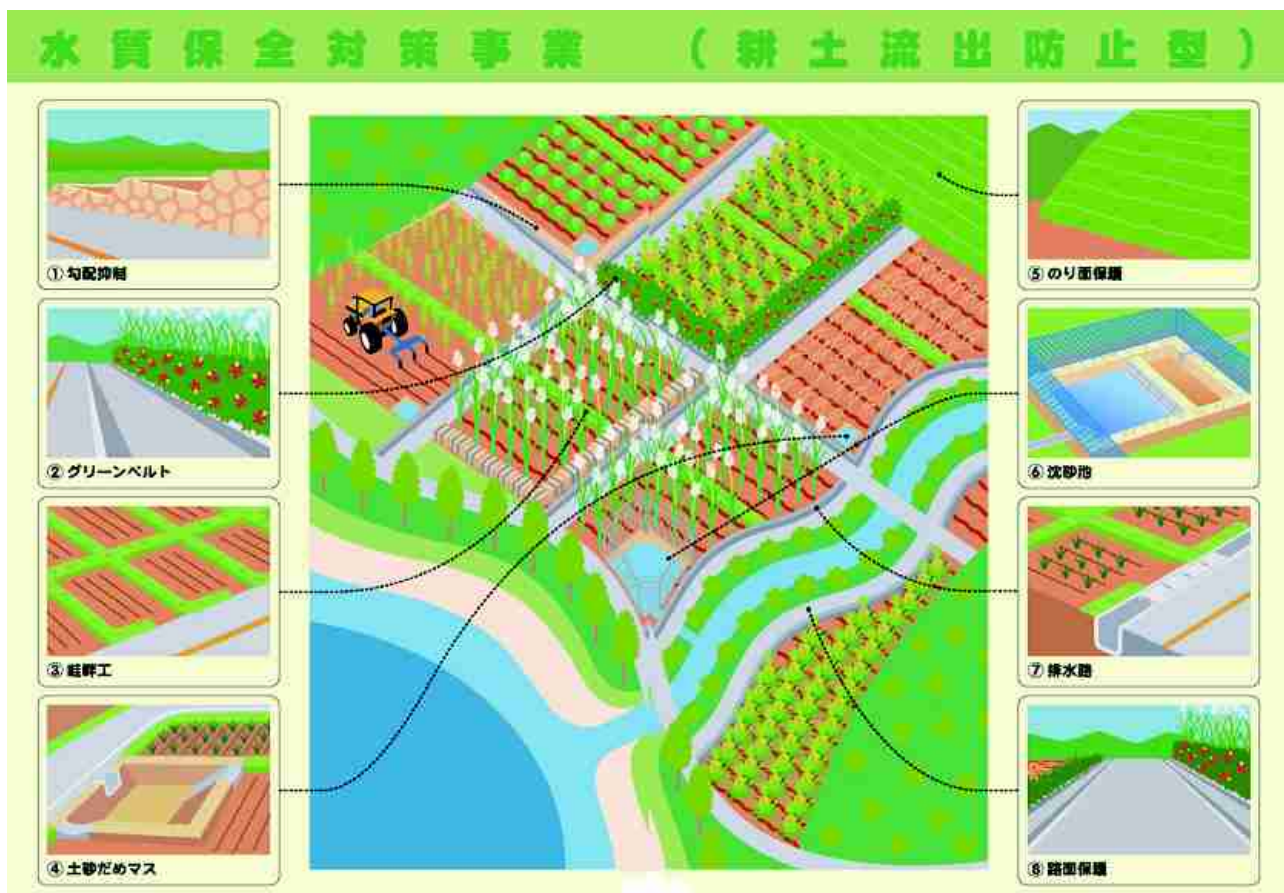 水質保全対策事業 (耕土流出防止型)
①勾配抑制
②グリーンベルト
③畦畔工
④土砂だめマス
⑤のり面保護
⑥沈砂池
⑦排水路
⑧路面保護